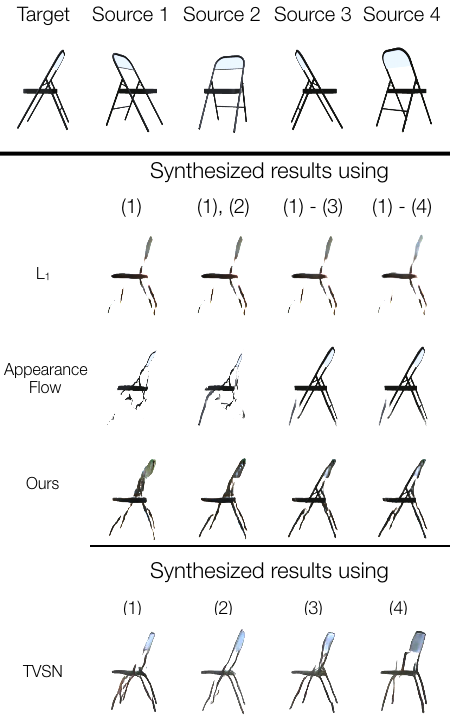 Target Source 1 Source 2 Source 3 Source 4
Synthesized results using
(1) (1), (2) (1) - (3) (1) - (4)
L₁
Appearance
Flow
Ours
Synthesized results using
(1) (2) (3) (4)
TVSN